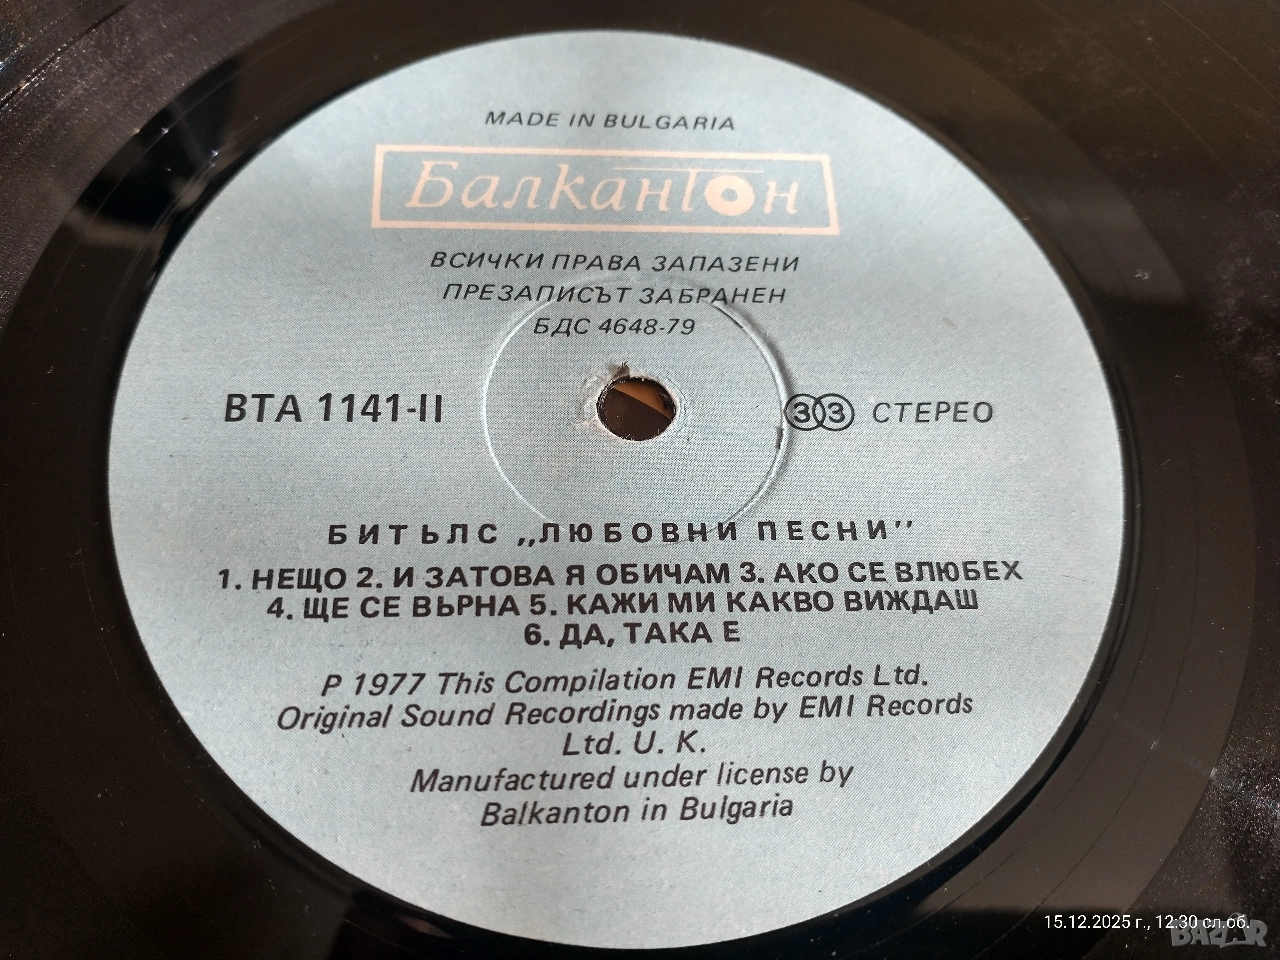 MADE IN BULGARIA
Балкантон
ВСИЧКИ ПРАВА ЗАПАЗЕНИ
ПРЕЗАПИСЪТ ЗАБРАНЕН
БДС 4648-79
ВТА 1141-II
33 СТЕРЕО
БИТЪЛС „ЛЮБОВНИ ПЕСНИ"
1. НЕЩО 2. И ЗАТОВА Я ОБИЧАМ 3. АКО СЕ ВЛЮБЕХ
4. ЩЕ СЕ ВЪРНА 5. КАЖИ МИ КАКВО ВИЖДАШ
6. ДА, ТАКА Е
P 1977 This Compilation EMI Records Ltd.
Original Sound Recordings made by EMI Records
Ltd. U. K.
Manufactured under license by
Balkanton in Bulgaria
15.12.2025 г., 12:30 сл.об.
BAZAR